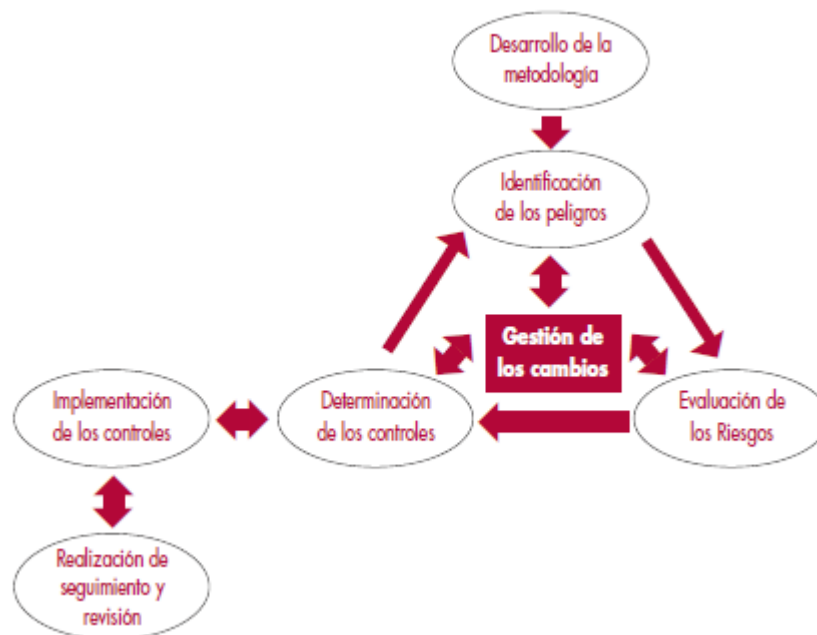 Desarrollo de la
metodología
Identificación
de los peligros
Gestión de
los cambios
Implementación
de los controles
Determinación
de los controles
Evaluación de
los Riesgos
Realización de
seguimiento y
revisión